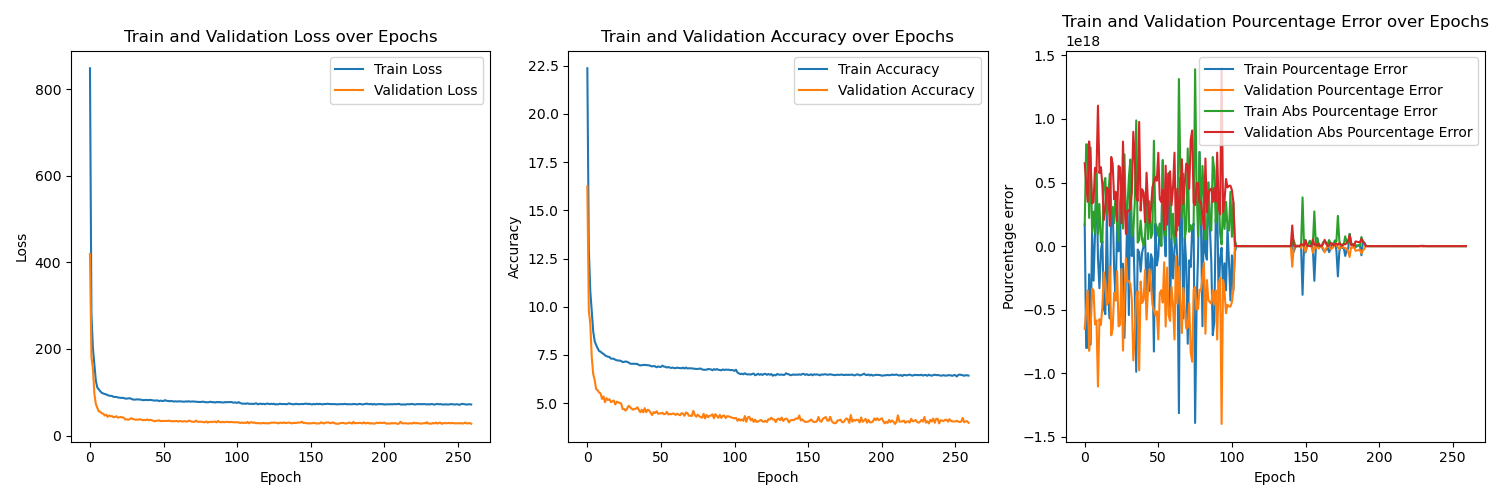 Train and Validation Loss over Epochs
Train Loss
Validation Loss
800
600
400
200
0
Loss
0 50 100 150 200 250
Epoch
Train and Validation Accuracy over Epochs
Train Accuracy
Validation Accuracy
22.5
20.0
17.5
15.0
12.5
10.0
7.5
5.0
Accuracy
0 50 100 150 200 250
Epoch
Train and Validation Pourcentage Error over Epochs
1e18
Train Pourcentage Error
Validation Pourcentage Error
Train Abs Pourcentage Error
Validation Abs Pourcentage Error
1.5
1.0
0.5
0.0
−0.5
−1.0
−1.5
Pourcentage error
0 50 100 150 200 250
Epoch